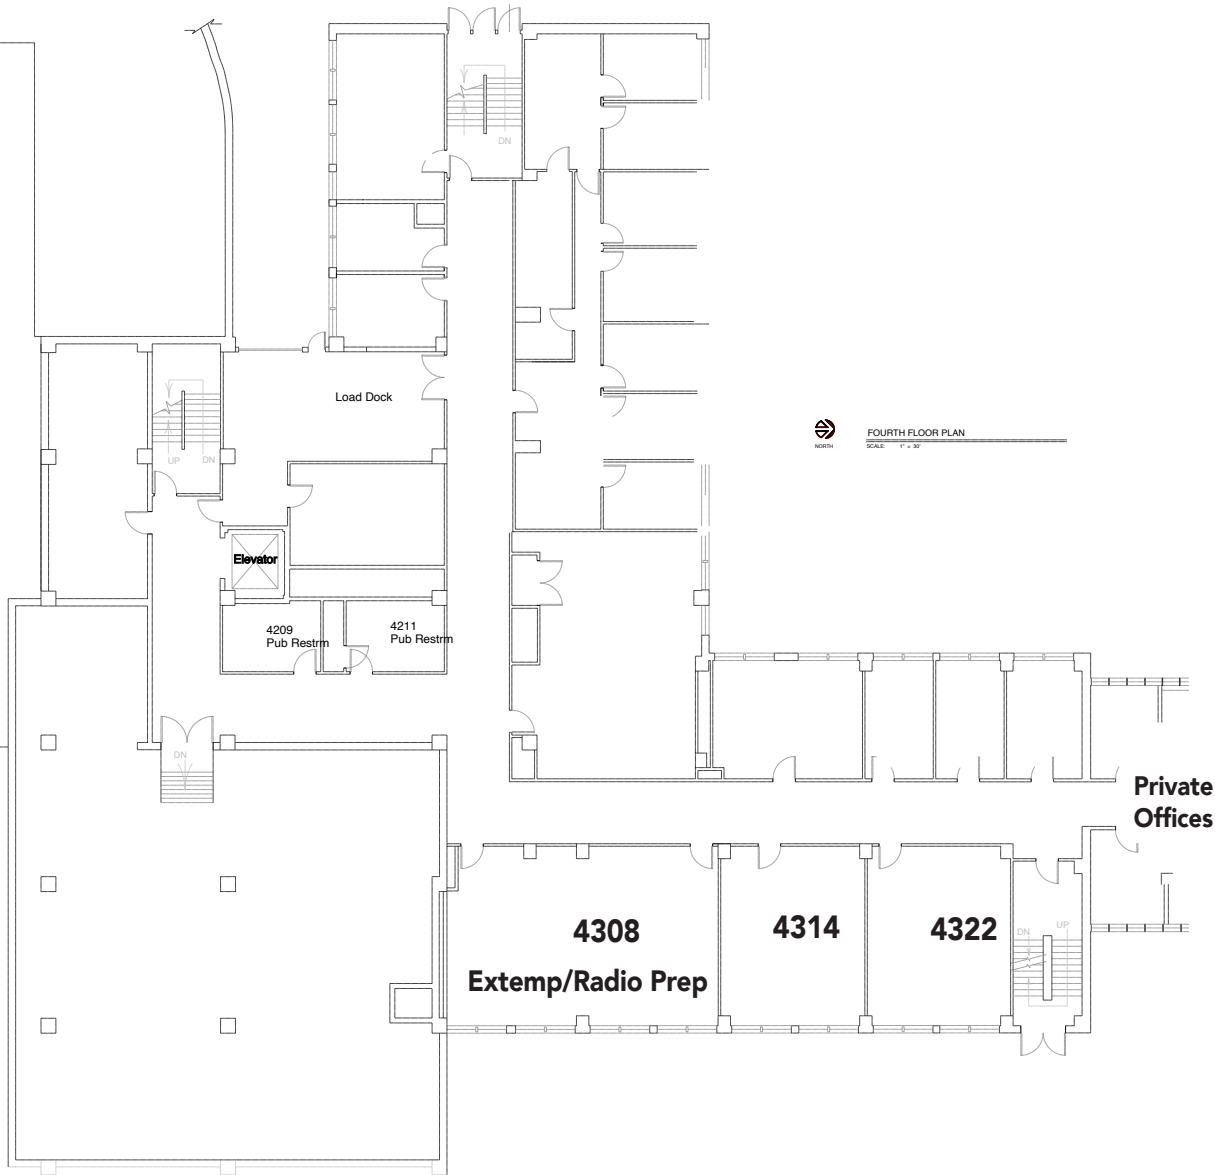 DN
Load Dock
NORTH
FOURTH FLOOR PLAN
SCALE: 1" = 30'
UP
DN
Elevator
4209
Pub Restrm
4211
Pub Restrm
DN
Private
Offices
4308
Extemp/Radio Prep
4314
4322
DN
UP